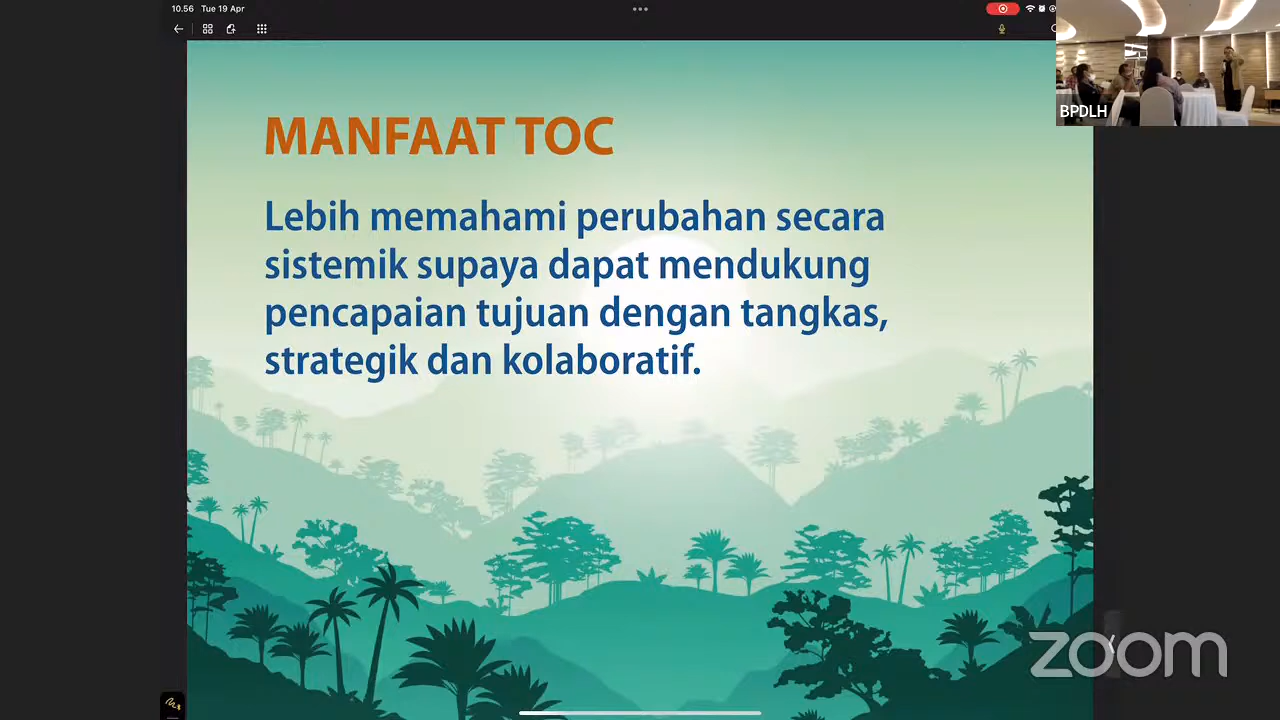 10.56 Tue 19 Apr
BPDLH
MANFAAT TOC
Lebih memahami perubahan secara
sistemik supaya dapat mendukung
pencapaian tujuan dengan tangkas,
strategik dan kolaboratif.
zoom